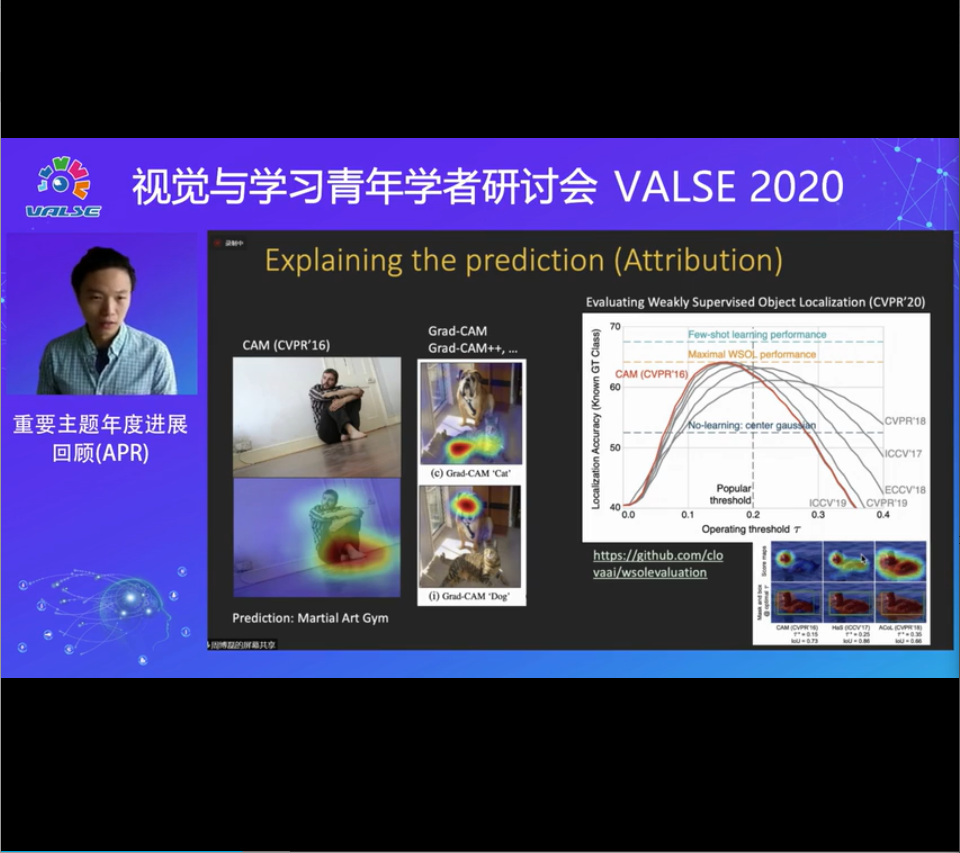 视觉与学习青年学者研讨会 VALSE 2020
VALSE
重要主题年度进展
回顾(APR)
录制中
Explaining the prediction (Attribution)
CAM (CVPR'16)
Prediction: Martial Art Gym
Grad-CAM
Grad-CAM++, ...
(c) Grad-CAM 'Cat'
(i) Grad-CAM 'Dog'
Evaluating Weakly Supervised Object Localization (CVPR'20)
Localization Accuracy (Known GT Class)
70
60
50
40
Few-shot learning performance
Maximal WSOL performance
CAM (CVPR'16)
No-learning: center gaussian
CVPR'18
ICCV'17
ECCV'18
ICCV'19
CVPR'19
Popular
threshold
0.0
0.1
0.2
0.3
0.4
Operating threshold τ
https://github.com/clo
vaai/wsolevaluation
Score maps
Mask and box
@ optimal τ
CAM (CVPR'16)
τ* = 0.15
IoU = 0.73
HaS (ICCV'17)
τ* = 0.25
IoU = 0.86
ACoL (CVPR'18)
τ* = 0.35
IoU = 0.86
周博磊的屏幕共享